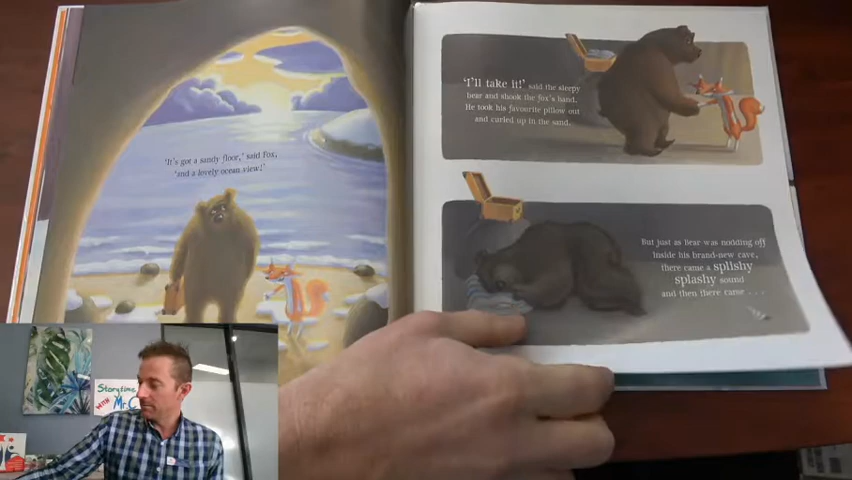 'It's got a sandy floor,' said Fox,
'and a lovely ocean view!'
'I'll take it!' said the sleepy
bear and shook the fox's hand.
He took his favourite pillow out
and curled up in the sand.
But just as Bear was nodding off
inside his brand-new cave,
there came a splishy
splashy sound
and then there came . . .
Storytime
with Mr. C